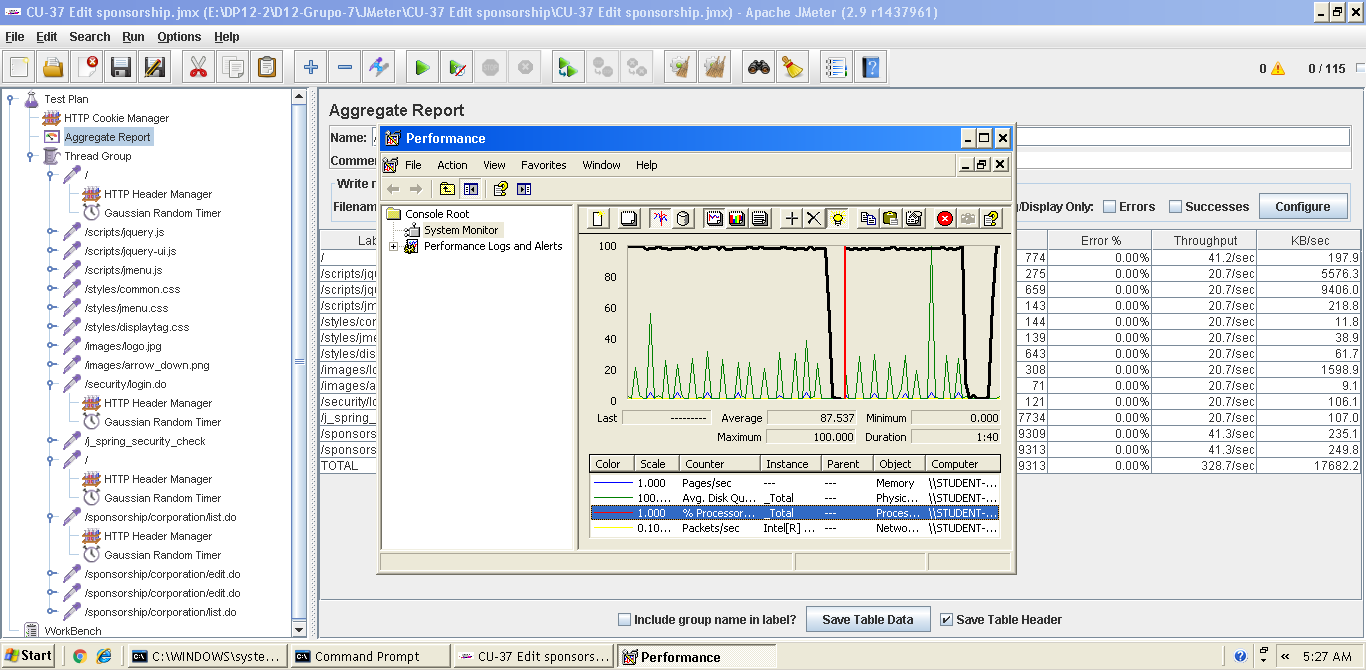 CU-37 Edit sponsorship.jmx (E:\DP12-2\D12-Grupo-7\JMeter\CU-37 Edit sponsorship\CU-37 Edit sponsorship.jmx) - Apache JMeter (2.9 r1437961)
File Edit Search Run Options Help
0 0 / 115
Test Plan
HTTP Cookie Manager
Aggregate Report
Thread Group
/
HTTP Header Manager
Gaussian Random Timer
/scripts/jquery.js
/scripts/jquery-ui.js
/scripts/jmenu.js
/styles/common.css
/styles/jmenu.css
/styles/displaytag.css
/images/logo.jpg
/images/arrow_down.png
/security/login.do
HTTP Header Manager
Gaussian Random Timer
/j_spring_security_check
/
HTTP Header Manager
Gaussian Random Timer
/sponsorship/corporation/list.do
HTTP Header Manager
Gaussian Random Timer
/sponsorship/corporation/edit.do
/sponsorship/corporation/edit.do
/sponsorship/corporation/list.do
WorkBench
Aggregate Report
Name:
Commer
Write r
Filenam
/Display Only: Errors Successes Configure
Lab Error % Throughput KB/sec
/ 774 0.00% 41.2/sec 197.9
/scripts/jqu 275 0.00% 20.7/sec 5576.3
/scripts/jqu 659 0.00% 20.7/sec 9406.0
/scripts/jm 143 0.00% 20.7/sec 218.8
/styles/cor 144 0.00% 20.7/sec 11.8
/styles/jme 139 0.00% 20.7/sec 38.9
/styles/dis 643 0.00% 20.7/sec 61.7
/images/lo 308 0.00% 20.7/sec 1598.9
/images/a 71 0.00% 20.7/sec 9.1
/security/lo 121 0.00% 20.7/sec 106.1
/j_spring_ 7734 0.00% 20.7/sec 107.0
/sponsors 9309 0.00% 41.3/sec 235.1
/sponsors 9313 0.00% 41.3/sec 249.8
TOTAL 9313 0.00% 328.7/sec 17682.2
Performance
File Action View Favorites Window Help
Console Root
System Monitor
Performance Logs and Alerts
100
80
60
40
20
0
Last --------- Average 87.537 Minimum 0.000
Maximum 100.000 Duration 1:40
Color Scale Counter Instance Parent Object Computer
1.000 Pages/sec --- --- Memory \\STUDENT-...
100.... Avg. Disk Qu... _Total --- Physic... \\STUDENT-...
1.000 % Processor... _Total --- Proces... \\STUDENT-...
0.10... Packets/sec Intel[R] ... --- Netwo... \\STUDENT-...
Include group name in label? Save Table Data Save Table Header
Start C:\WINDOWS\syste... Command Prompt CU-37 Edit sponsors... Performance 5:27 AM